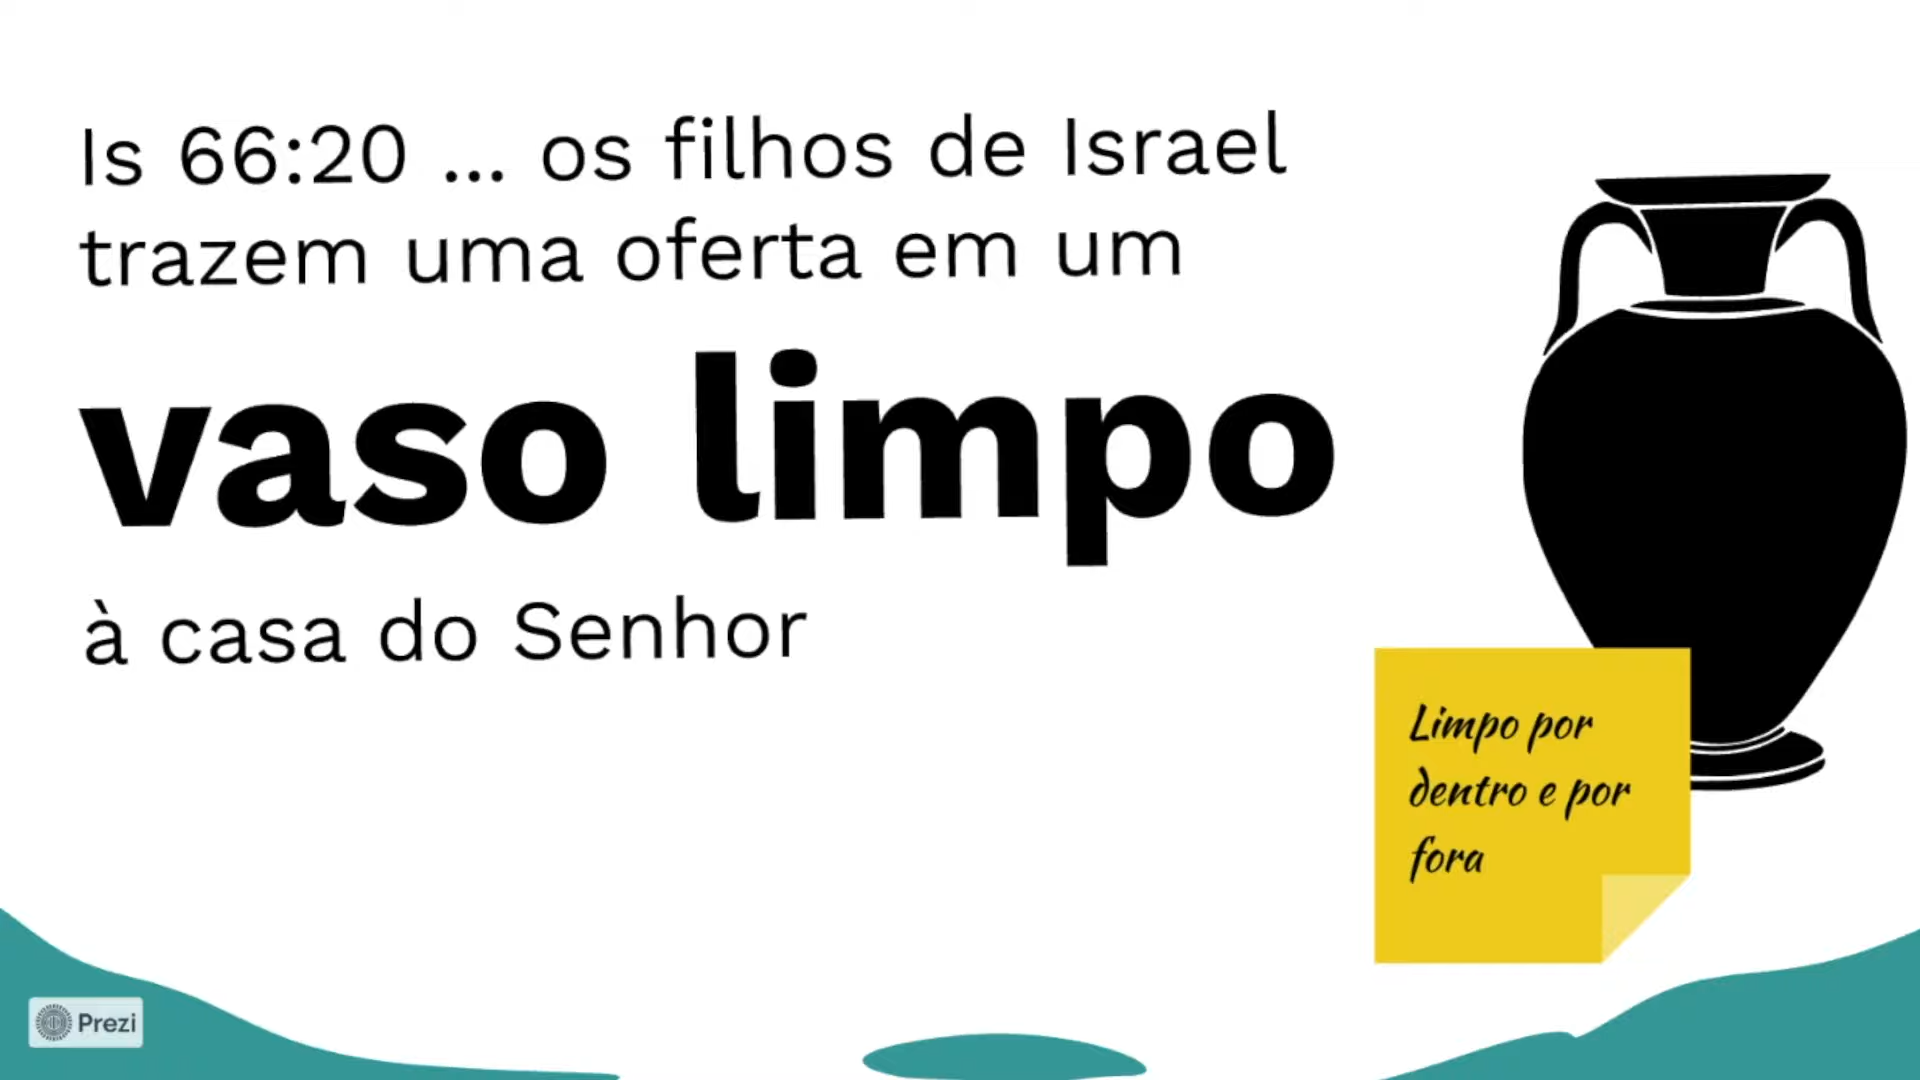 Is 66:20 ... os filhos de Israel
trazem uma oferta em um
vaso limpo
à casa do Senhor
Limpo por
dentro e por
fora
Prezi